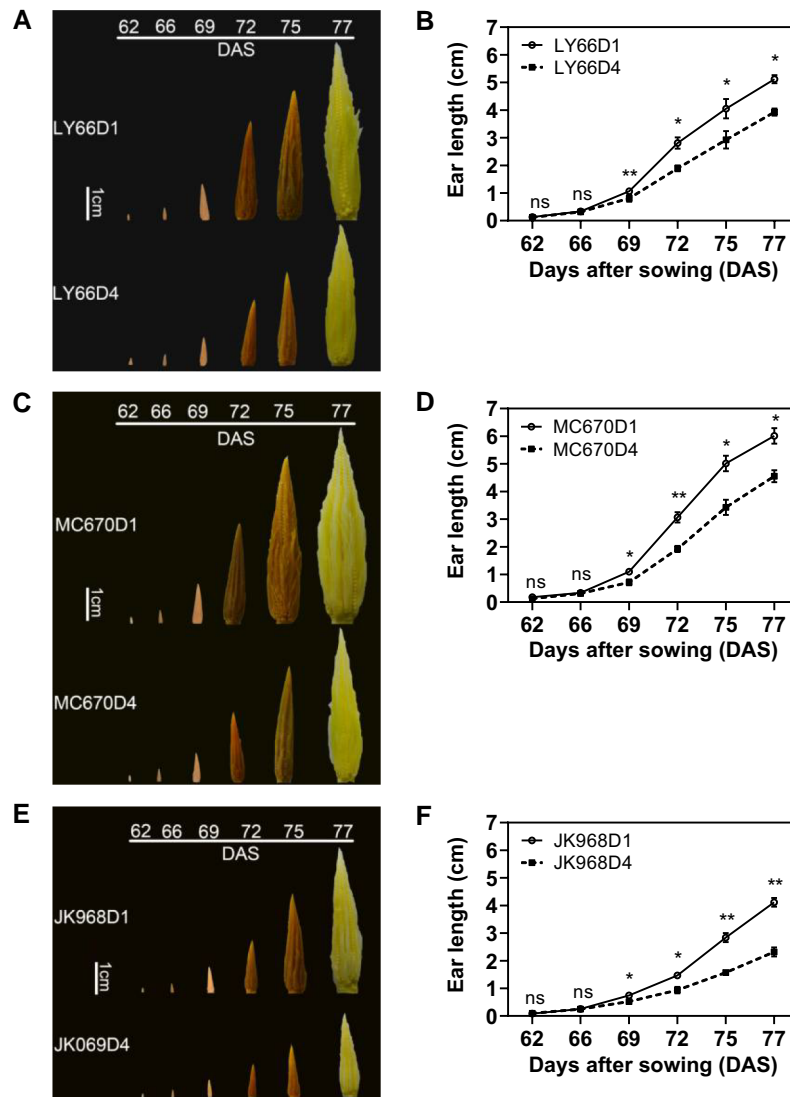 A
62 66 69 72 75 77
DAS
LY66D1
1cm
LY66D4
B
LY66D1
LY66D4
Ear length (cm)
7
6
5
4
3
2
1
0
ns ns ** * * *
62 66 69 72 75 77
Days after sowing (DAS)
C
62 66 69 72 75 77
DAS
MC670D1
1cm
MC670D4
D
MC670D1
MC670D4
Ear length (cm)
7
6
5
4
3
2
1
0
ns ns * ** * *
62 66 69 72 75 77
Days after sowing (DAS)
E
62 66 69 72 75 77
DAS
JK968D1
1cm
JK069D4
F
JK968D1
JK968D4
Ear length (cm)
7
6
5
4
3
2
1
0
ns ns * * ** **
62 66 69 72 75 77
Days after sowing (DAS)